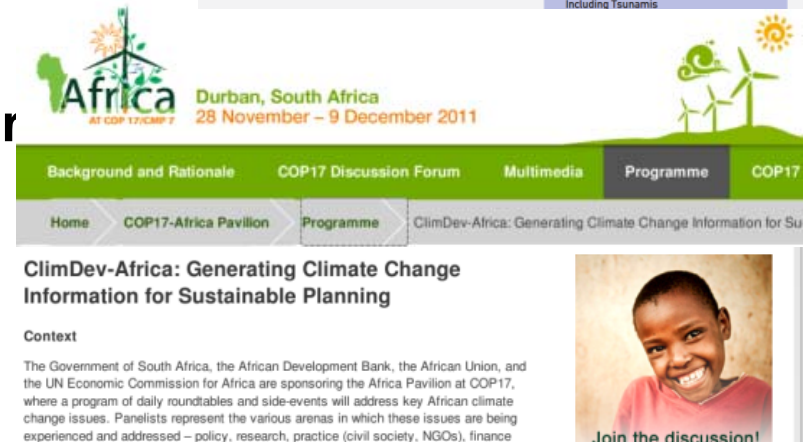 Including Tsunamis
Africa
AT COP 17/CMP 7
Durban, South Africa
28 November – 9 December 2011
r
Background and Rationale COP17 Discussion Forum Multimedia Programme COP17
Home COP17-Africa Pavilion Programme ClimDev-Africa: Generating Climate Change Information for Su
ClimDev-Africa: Generating Climate Change
Information for Sustainable Planning
Context
The Government of South Africa, the African Development Bank, the African Union, and
the UN Economic Commission for Africa are sponsoring the Africa Pavilion at COP17,
where a program of daily roundtables and side-events will address key African climate
change issues. Panelists represent the various arenas in which these issues are being
experienced and addressed – policy, research, practice (civil society, NGOs), finance
Join the discussion!